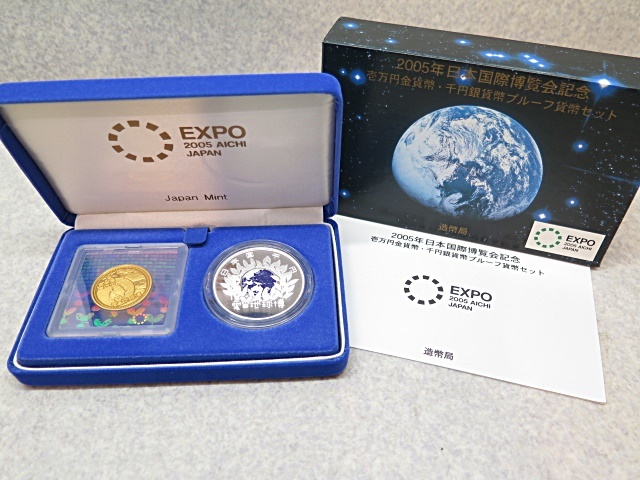 EXPO
2005 AICHI
JAPAN
Japan Mint
愛・地球博
2005年日本国際博覧会記念
壱万円金貨幣・千円銀貨幣プルーフ貨幣セット
造幣局
EXPO
2005 AICHI
JAPAN
2005年日本国際博覧会記念
壱万円金貨幣・千円銀貨幣プルーフ貨幣セット
EXPO
2005 AICHI
JAPAN
造幣局